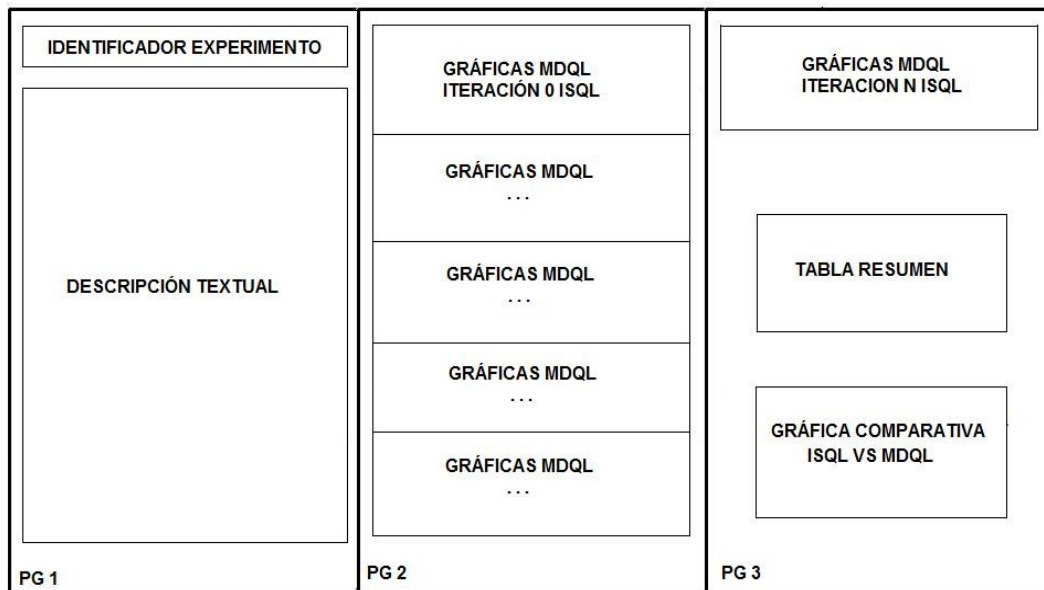 IDENTIFICADOR EXPERIMENTO
DESCRIPCIÓN TEXTUAL
PG 1
GRÁFICAS MDQL
ITERACIÓN 0 ISQL
GRÁFICAS MDQL
. . .
GRÁFICAS MDQL
. . .
GRÁFICAS MDQL
. . .
GRÁFICAS MDQL
. . .
PG 2
GRÁFICAS MDQL
ITERACION N ISQL
TABLA RESUMEN
GRÁFICA COMPARATIVA
ISQL VS MDQL
PG 3